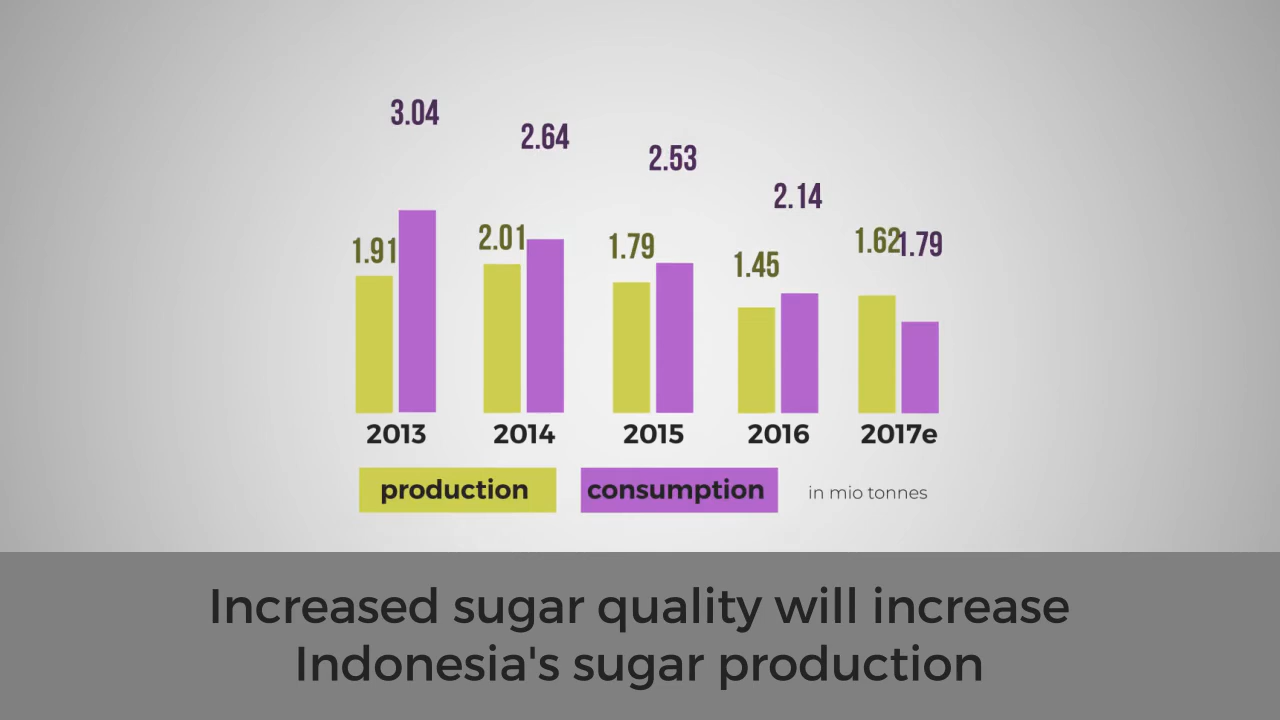 3.04
2.64
2.53
2.14
1.91
2.01
1.79
1.45
1.62
1.79
2013 2014 2015 2016 2017e
production consumption in mio tonnes
Increased sugar quality will increase
Indonesia's sugar production